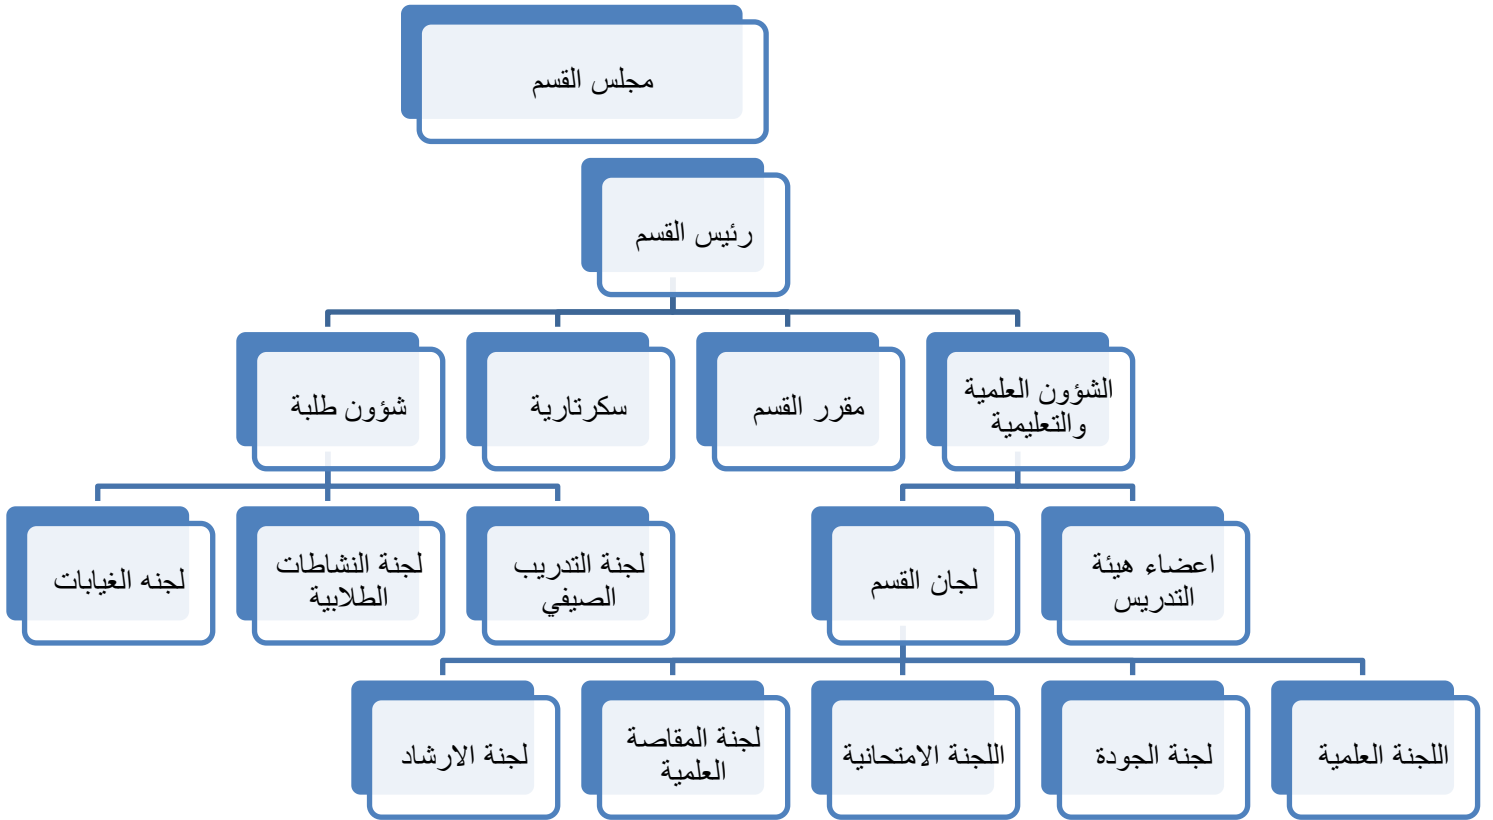 مجلس القسم
رئيس القسم
الشؤون العلمية
والتعليمية
مقرر القسم
سكرتارية
شؤون طلبة
اعضاء هيئة
التدريس
لجان القسم
لجنة التدريب
الصيفي
لجنة النشاطات
الطلابية
لجنه الغيابات
اللجنة العلمية
لجنة الجودة
اللجنة الامتحانية
لجنة المقاصة
العلمية
لجنة الارشاد